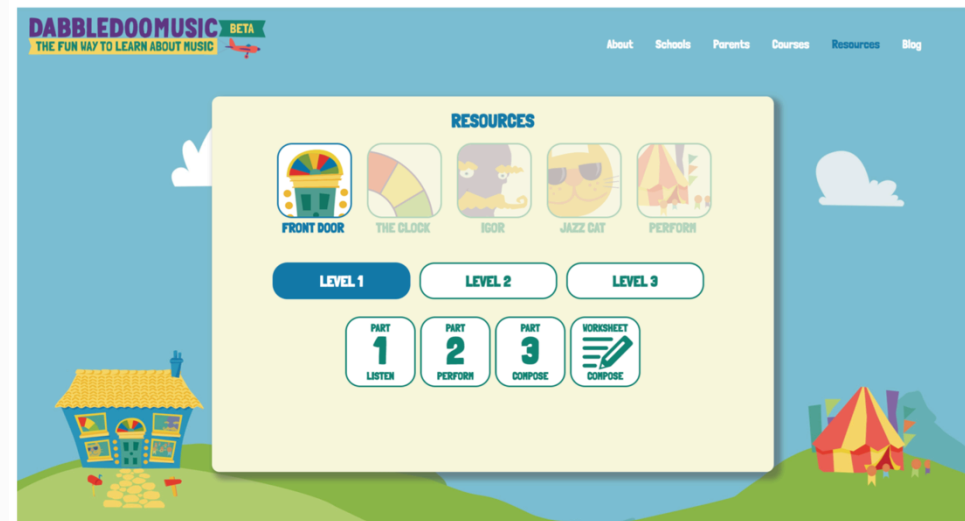 DABBLEDOOMUSIC BETA
THE FUN WAY TO LEARN ABOUT MUSIC
About Schools Parents Courses Resources Blog
RESOURCES
FRONT DOOR THE CLOCK IGOR JAZZ CAT PERFORM
LEVEL 1 LEVEL 2 LEVEL 3
PART PART PART WORKSHEET
1 2 3
LISTEN PERFORM COMPOSE COMPOSE